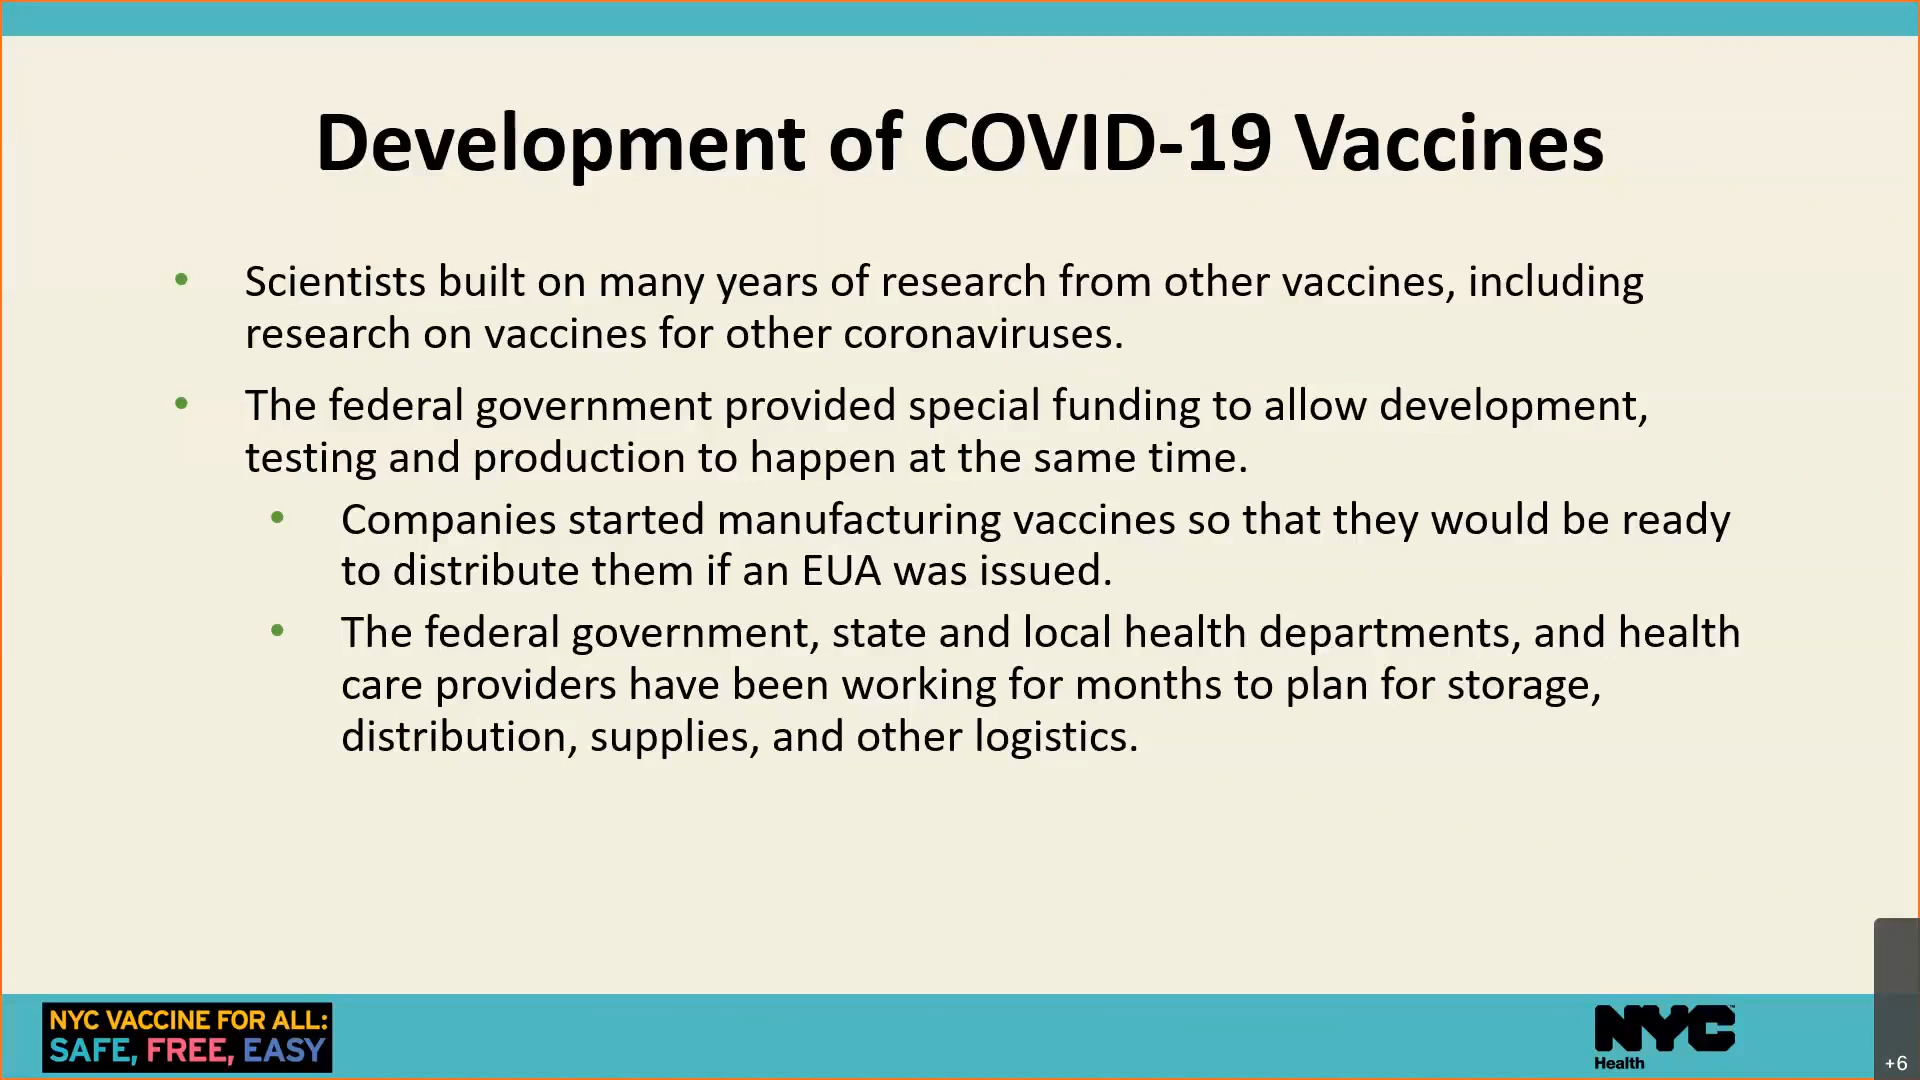 Development of COVID-19 Vaccines
• Scientists built on many years of research from other vaccines, including
research on vaccines for other coronaviruses.
• The federal government provided special funding to allow development,
testing and production to happen at the same time.
• Companies started manufacturing vaccines so that they would be ready
to distribute them if an EUA was issued.
• The federal government, state and local health departments, and health
care providers have been working for months to plan for storage,
distribution, supplies, and other logistics.
NYC VACCINE FOR ALL:
SAFE, FREE, EASY
NYC
Health
+6